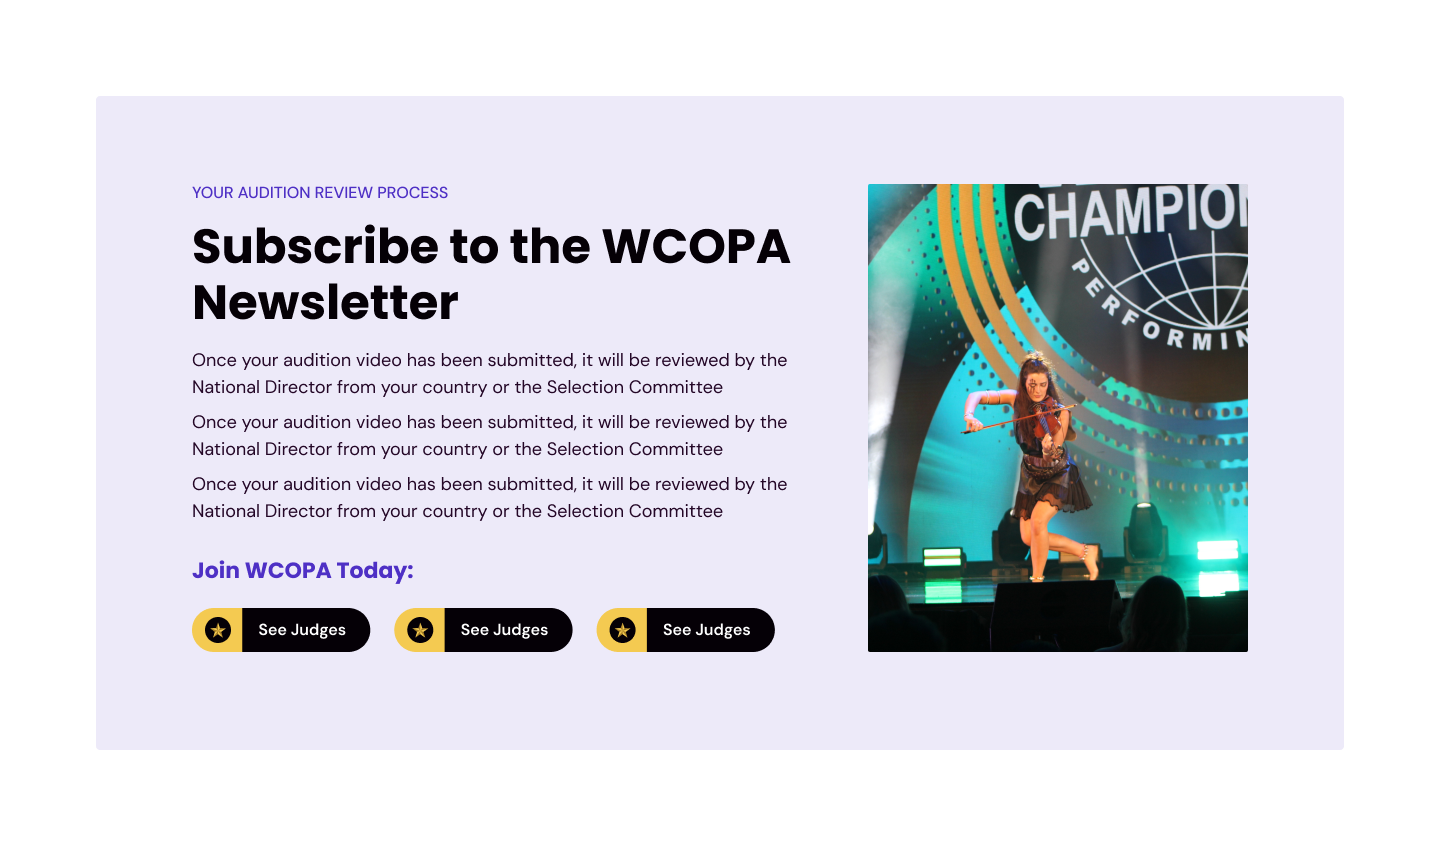 YOUR AUDITION REVIEW PROCESS
Subscribe to the WCOPA
Newsletter
Once your audition video has been submitted, it will be reviewed by the
National Director from your country or the Selection Committee
Once your audition video has been submitted, it will be reviewed by the
National Director from your country or the Selection Committee
Once your audition video has been submitted, it will be reviewed by the
National Director from your country or the Selection Committee
Join WCOPA Today:
See Judges
See Judges
See Judges
CHAMPION
PERFORMIN